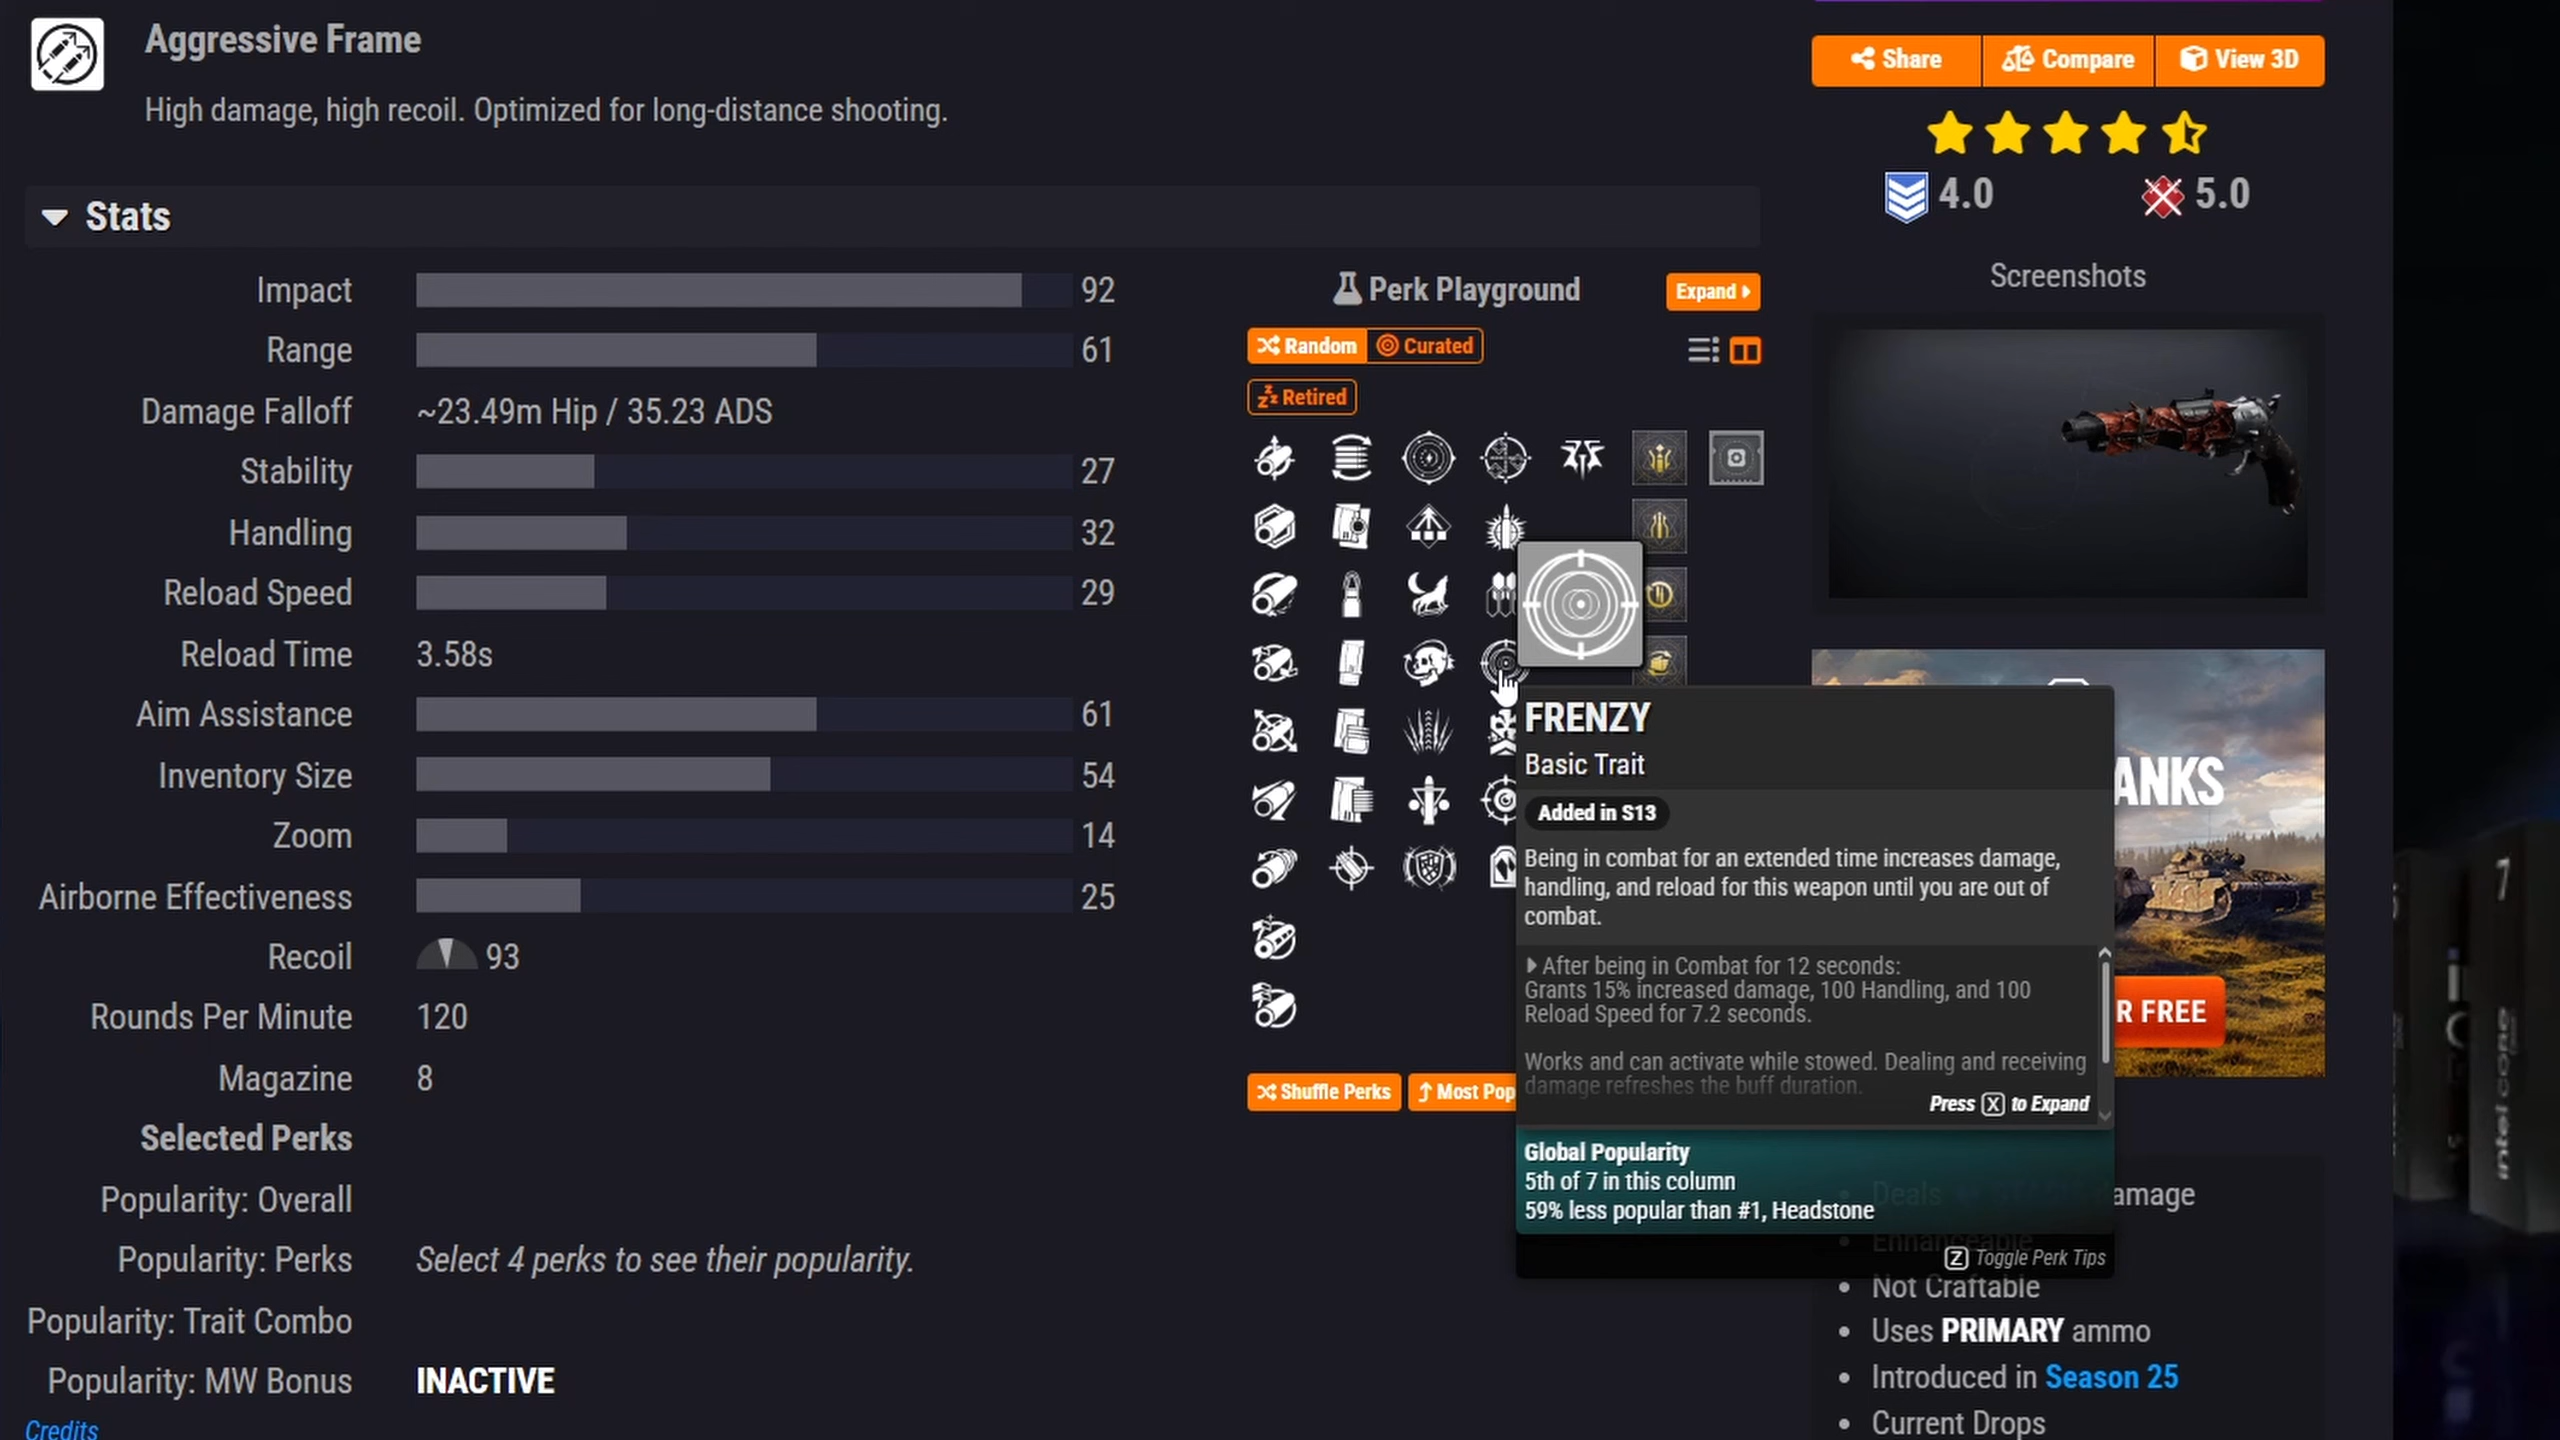 Aggressive Frame
High damage, high recoil. Optimized for long-distance shooting.
Share
Compare
View 3D
4.0
5.0
Stats
Screenshots
Impact 92
Range 61
Damage Falloff ~23.49m Hip / 35.23 ADS
Stability 27
Handling 32
Reload Speed 29
Reload Time 3.58s
Aim Assistance 61
Inventory Size 54
Zoom 14
Airborne Effectiveness 25
Recoil 93
Rounds Per Minute 120
Magazine 8
Selected Perks
Popularity: Overall
Popularity: Perks Select 4 perks to see their popularity.
Popularity: Trait Combo
Popularity: MW Bonus INACTIVE
Credits
Perk Playground
Expand
Random
Curated
Retired
Shuffle Perks
Most Pop
FRENZY
Basic Trait
Added in S13
Being in combat for an extended time increases damage,
handling, and reload for this weapon until you are out of
combat.
After being in Combat for 12 seconds:
Grants 15% increased damage, 100 Handling, and 100
Reload Speed for 7.2 seconds.
Works and can activate while stowed. Dealing and receiving
damage refreshes the buff duration.
Press X to Expand
Global Popularity
5th of 7 in this column
59% less popular than #1, Headstone
Z Toggle Perk Tips
ANKS
R FREE
Deals amage
Enhanceable
Not Craftable
Uses PRIMARY ammo
Introduced in Season 25
Current Drops
7
intel core